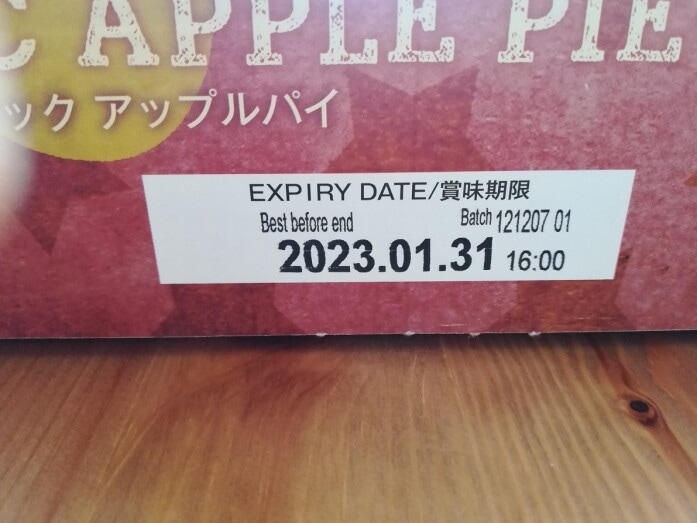 C APPLE PIE
ック アップルパイ
EXPIRY DATE/賞味期限
Best before end
Batch 121207 01
2023.01.31 16:00